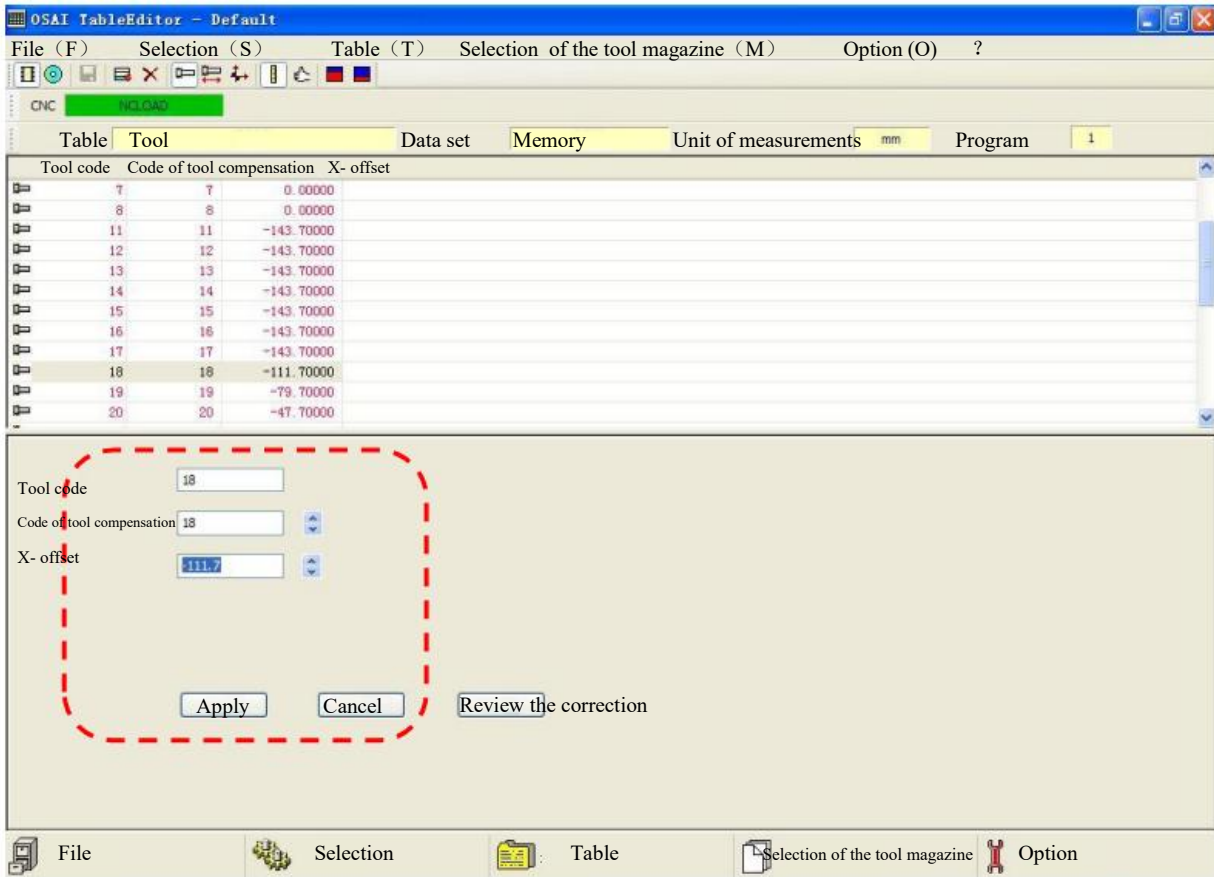 OSAI TableEditor - Default
File（F） Selection（S） Table（T） Selection of the tool magazine（M） Option (O) ?
CNC NCLOAD
Table Tool Data set Memory Unit of measurements mm Program 1
Tool code Code of tool compensation X- offset
7 7 0.00000
8 8 0.00000
11 11 -143.70000
12 12 -143.70000
13 13 -143.70000
14 14 -143.70000
15 15 -143.70000
16 16 -143.70000
17 17 -143.70000
18 18 -111.70000
19 19 -79.70000
20 20 -47.70000
Tool code 18
Code of tool compensation 18
X- offset -111.7
Apply Cancel Review the correction
File Selection : Table Selection of the tool magazine Option